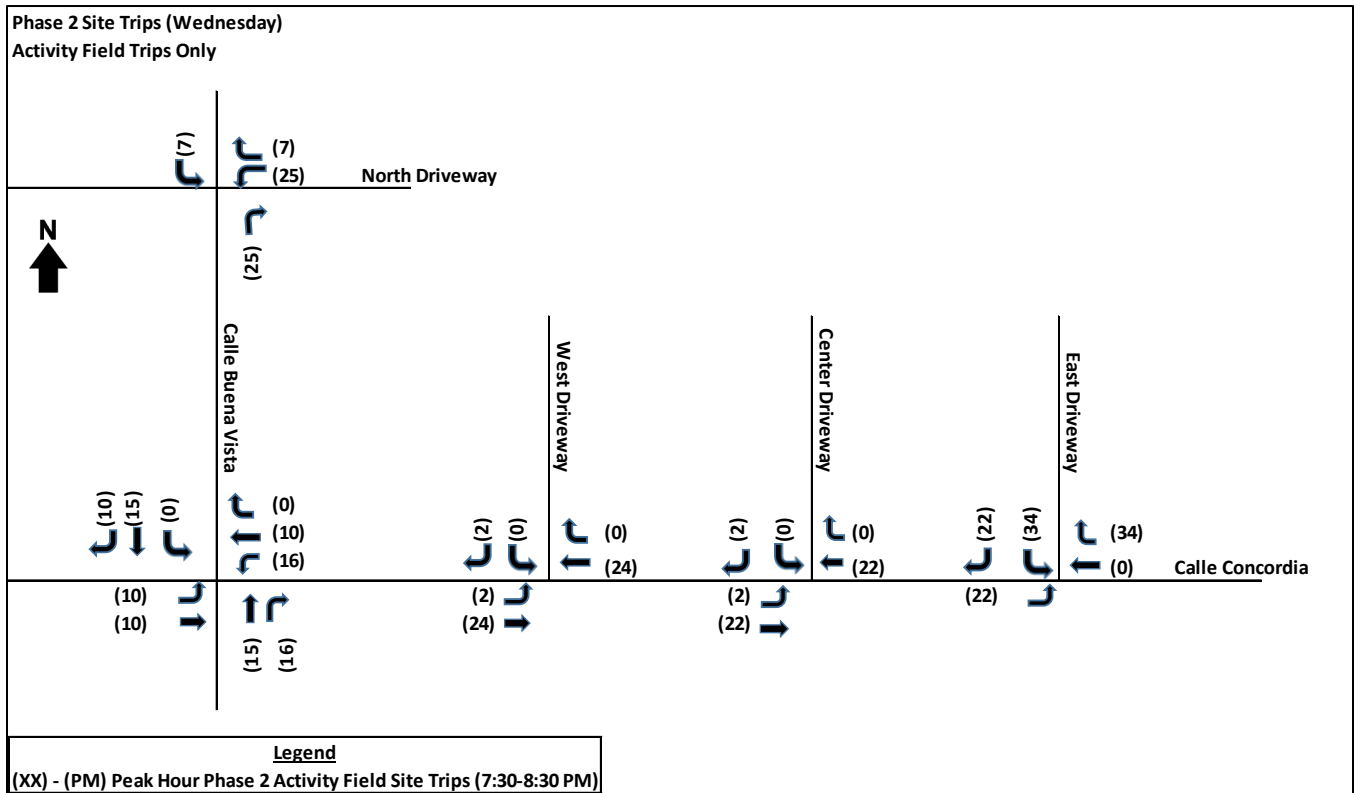 Phase 2 Site Trips (Wednesday)
Activity Field Trips Only
(7)
(7)
(25)
North Driveway
(25)
N
Calle Buena Vista
West Driveway
Center Driveway
East Driveway
(10)
(15)
(0)
(0)
(10)
(16)
(10)
(10)
(15)
(16)
(2)
(0)
(0)
(24)
(2)
(24)
(2)
(0)
(0)
(22)
(2)
(22)
(22)
(34)
(34)
(0)
(22)
Calle Concordia
Legend
(XX) - (PM) Peak Hour Phase 2 Activity Field Site Trips (7:30-8:30 PM)